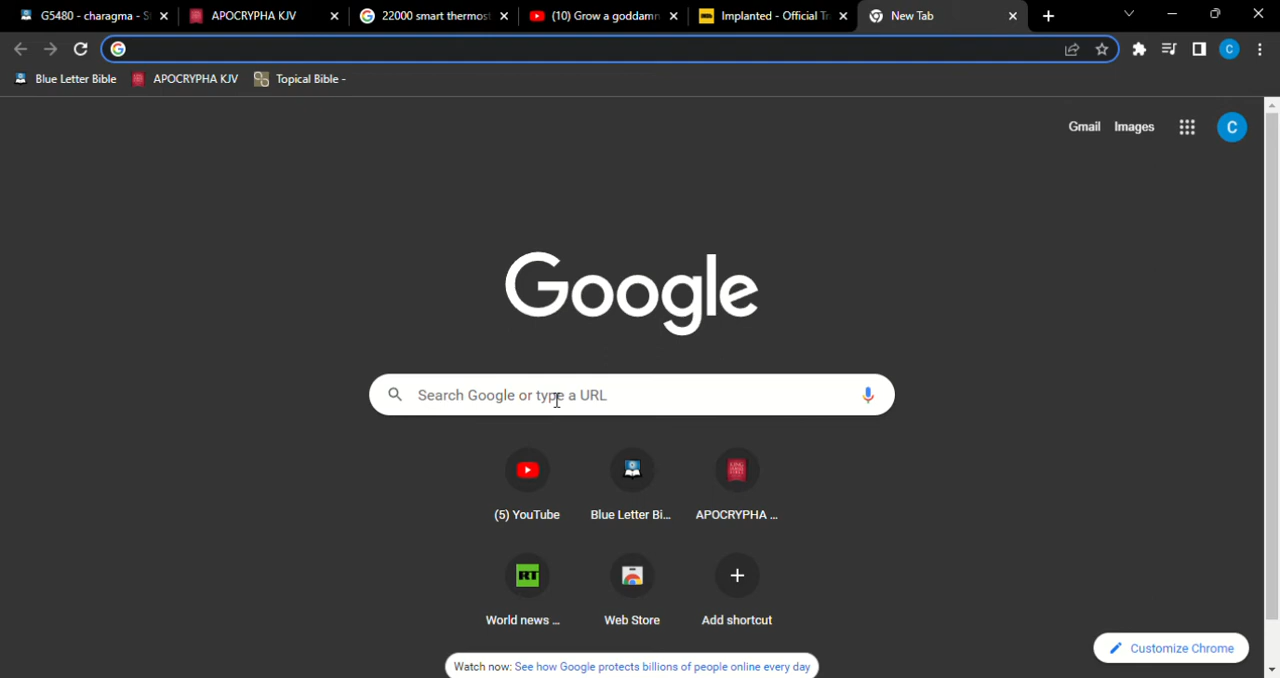 G5480 - charagma - S
APOCRYPHA KJV
22000 smart thermost
(10) Grow a goddamn
Implanted - Official Tr
New Tab
Blue Letter Bible
APOCRYPHA KJV
Topical Bible -
Gmail
Images
C
Google
Search Google or type a URL
(5) YouTube
Blue Letter Bi...
APOCRYPHA ...
RT
World news ...
Web Store
Add shortcut
Watch now: See how Google protects billions of people online every day
Customize Chrome